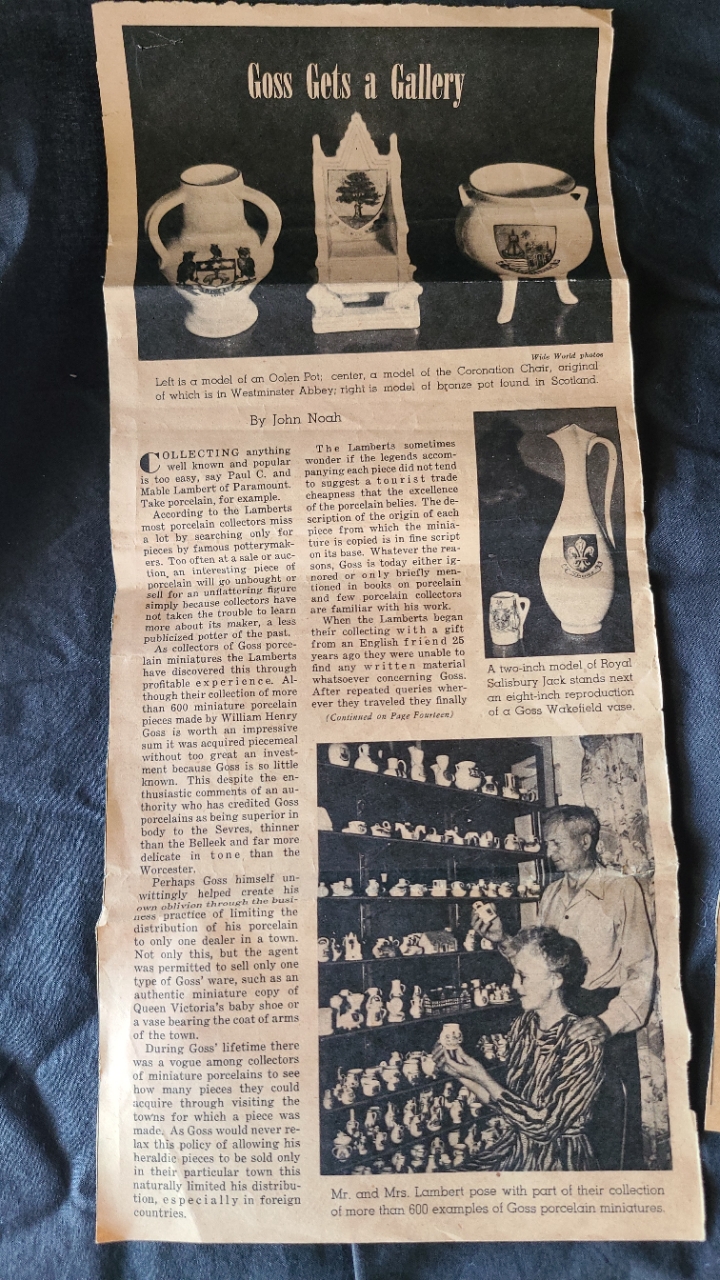 Goss Gets a Gallery
Wide World photos
Left is a model of an Oolen Pot; center, a model of the Coronation Chair, original
of which is in Westminster Abbey; right is model of bronze pot found in Scotland.
By John Noah
COLLECTING anything
well known and popular
is too easy, say Paul C. and
Mable Lambert of Paramount.
Take porcelain, for example.
According to the Lamberts
most porcelain collectors miss
a lot by searching only for
pieces by famous potterymak-
ers. Too often at a sale or auc-
tion, an interesting piece of
porcelain will go unbought or
sell for an unflattering figure
simply because collectors have
not taken the trouble to learn
more about its maker, a less
publicized potter of the past.
As collectors of Goss porce-
lain miniatures the Lamberts
have discovered this through
profitable experience. Al-
though their collection of more
than 600 miniature porcelain
pieces made by William Henry
Goss is worth an impressive
sum it was acquired piecemeal
without too great an invest-
ment because Goss is so little
known. This despite the en-
thusiastic comments of an au-
thority who has credited Goss
porcelains as being superior in
body to the Sevres, thinner
than the Belleek and far more
delicate in tone than the
Worcester.
Perhaps Goss himself un-
wittingly helped create his
own oblivion through the busi-
ness practice of limiting the
distribution of his porcelain
to only one dealer in a town.
Not only this, but the agent
was permitted to sell only one
type of Goss' ware, such as an
authentic miniature copy of
Queen Victoria's baby shoe or
a vase bearing the coat of arms
of the town.
During Goss' lifetime there
was a vogue among collectors
of miniature porcelains to see
how many pieces they could
acquire through visiting the
towns for which a piece was
made. As Goss would never re-
lax this policy of allowing his
heraldic pieces to be sold only
in their particular town this
naturally limited his distribu-
tion, especially in foreign
countries.
The Lamberts sometimes
wonder if the legends accom-
panying each piece did not tend
to suggest a tourist trade
cheapness that the excellence
of the porcelain belies. The de-
scription of the origin of each
piece from which the minia-
ture is copied is in fine script
on its base. Whatever the rea-
sons, Goss is today either ig-
nored or only briefly men-
tioned in books on porcelain
and few porcelain collectors
are familiar with his work.
When the Lamberts began
their collecting with a gift
from an English friend 25
years ago they were unable to
find any written material
whatsoever concerning Goss.
After repeated queries wher-
ever they traveled they finally
(Continued on Page Fourteen)
A two-inch model of Royal
Salisbury Jack stands next
an eight-inch reproduction
of a Goss Wakefield vase.
Mr. and Mrs. Lambert pose with part of their collection
of more than 600 examples of Goss porcelain miniatures.